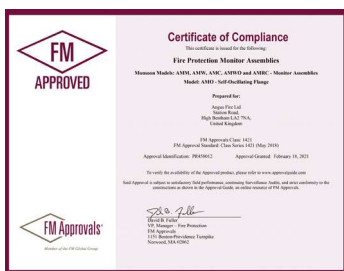 FM
APPROVED
Certificate of Compliance
This certificate is issued for the following:
Fire Protection Monitor Assemblies
Monsoon Models: AMM, AMW, AMC, AMWO and AMRC - Monitor Assemblies
Model: AMO - Self-Oscillating Flange
Prepared for:
Argus Fire Ltd
Station Road,
High Bentham LA2 7NA,
United Kingdom
FM Approvals Class: 1421
FM Approval Standard: Class Series 1421 (May 2018)
Approval Identification: PR450012 Approval Granted: February 18, 2021
To verify the availability of the Approved product, please refer to www.approvalguide.com
Said Approval is subject to satisfactory field performance, continuing Surveillance Audits, and strict conformity to the
constructions as shown in the Approval Guide, an online resource of FM Approvals.
David B. Fuller
VP, Manager - Fire Protection
FM Approvals
1151 Boston-Providence Turnpike
Norwood, MA 02062
FM Approvals
Member of the FM Global Group